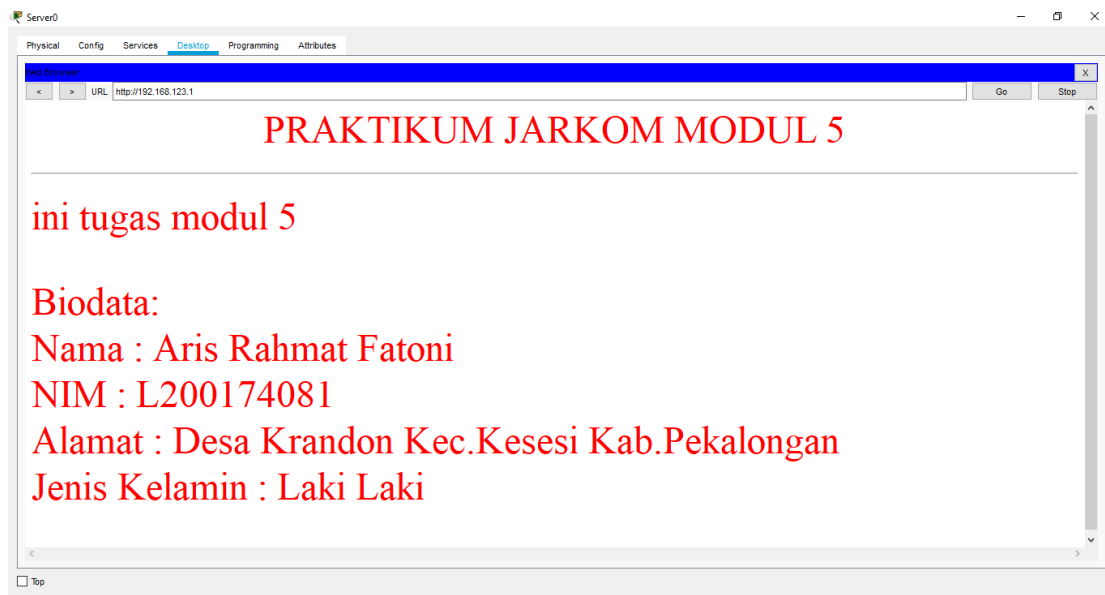 Server0
Physical Config Services Desktop Programming Attributes
Web Browser
X
< > URL http://192.168.123.1 Go Stop
PRAKTIKUM JARKOM MODUL 5
ini tugas modul 5
Biodata:
Nama : Aris Rahmat Fatoni
NIM : L200174081
Alamat : Desa Krandon Kec.Kesesi Kab.Pekalongan
Jenis Kelamin : Laki Laki
Top